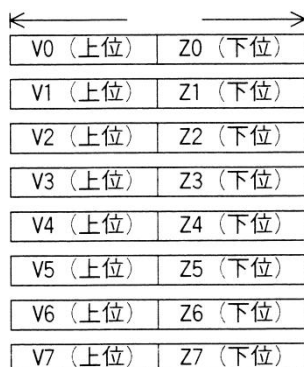 V0（上位） Z0（下位）
V1（上位） Z1（下位）
V2（上位） Z2（下位）
V3（上位） Z3（下位）
V4（上位） Z4（下位）
V5（上位） Z5（下位）
V6（上位） Z6（下位）
V7（上位） Z7（下位）